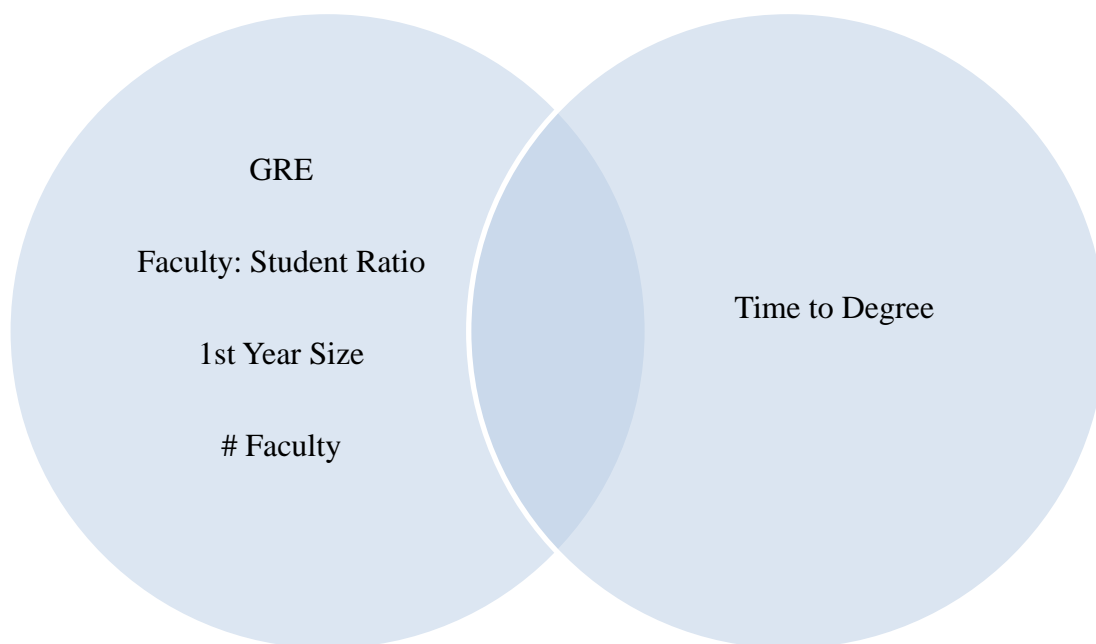 GRE
Faculty: Student Ratio
1st Year Size
# Faculty
Time to Degree